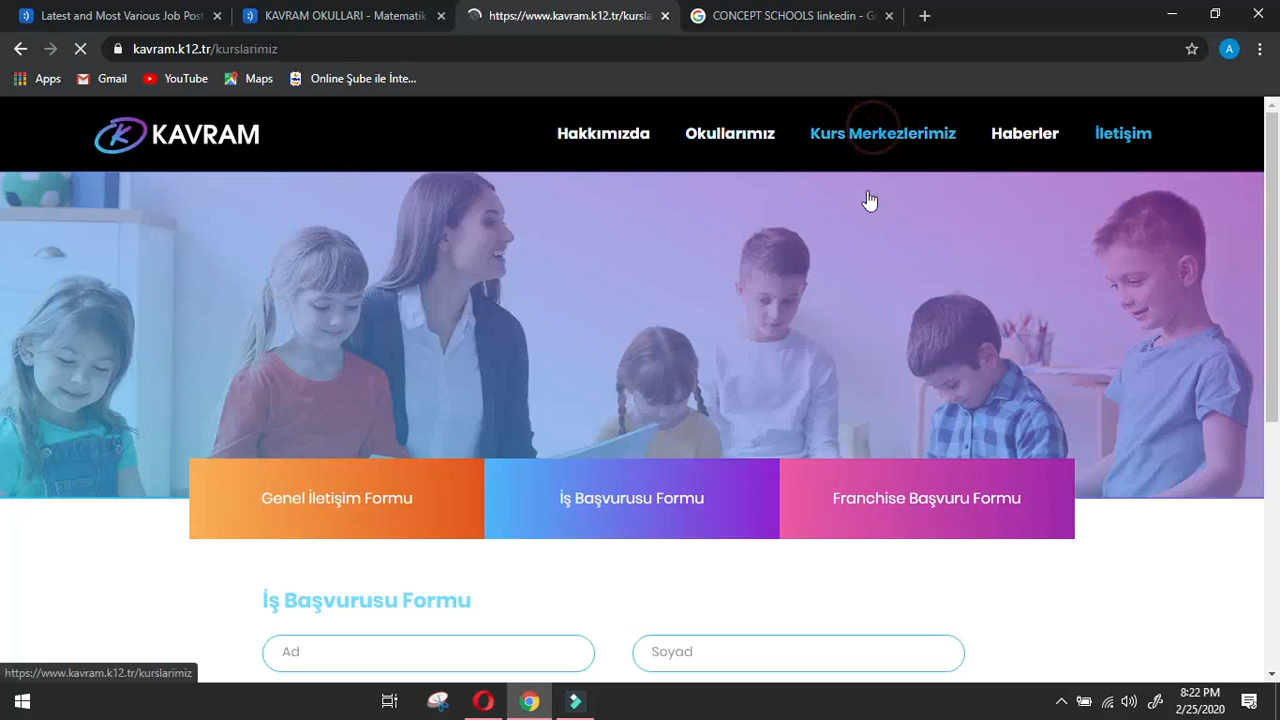 Latest and Most Various Job Post
KAVRAM OKULLARI - Matematik
https://www.kavram.k12.tr/kursla
CONCEPT SCHOOLS linkedin - G
kavram.k12.tr/kurslarimiz
A
Apps
Gmail
YouTube
Maps
Online Şube ile İnte...
K KAVRAM
Hakkımızda
Okullarımız
Kurs Merkezlerimiz
Haberler
İletişim
Genel İletişim Formu
İş Başvurusu Formu
Franchise Başvuru Formu
İş Başvurusu Formu
Ad
Soyad
https://www.kavram.k12.tr/kurslarimiz
8:22 PM
2/25/2020